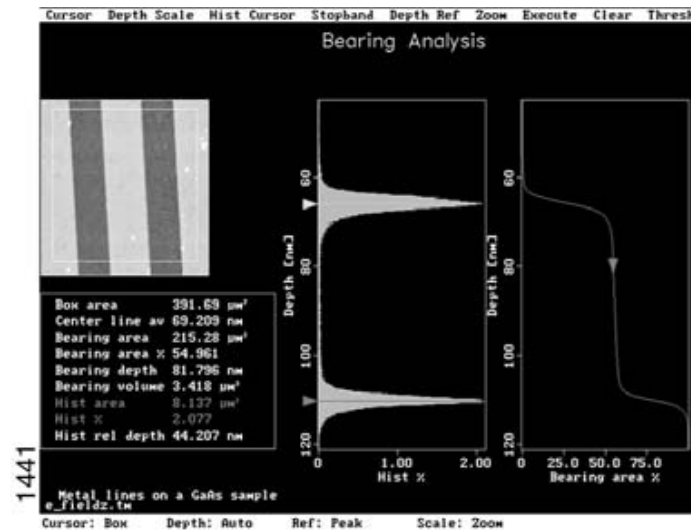 Cursor Depth Scale Hist Cursor Stopband Depth Ref Zoom Execute Clear Thresh
Bearing Analysis
60
80
100
120
Depth [nm]
0 1.00 2.00
Hist %
60
80
100
120
Depth [nm]
0 25.0 50.0 75.0
Bearing area %
Box area 391.69 µm²
Center line av 69.209 nm
Bearing area 215.28 µm²
Bearing area % 54.961
Bearing depth 81.796 nm
Bearing volume 3.418 µm³
Hist area 8.137 µm²
Hist % 2.077
Hist rel depth 44.207 nm
1441
Metal lines on a GaAs sample
e_fieldz.tm
Cursor: Box Depth: Auto Ref: Peak Scale: Zoom